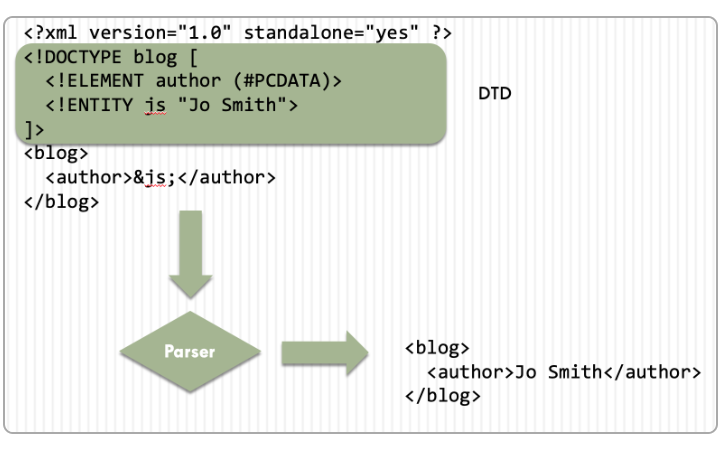 <?xml version="1.0" standalone="yes" ?>
<!DOCTYPE blog [
  <!ELEMENT author (#PCDATA)>
  <!ENTITY js "Jo Smith">
]>
DTD
<blog>
  <author>&js;</author>
</blog>
Parser
<blog>
  <author>Jo Smith</author>
</blog>